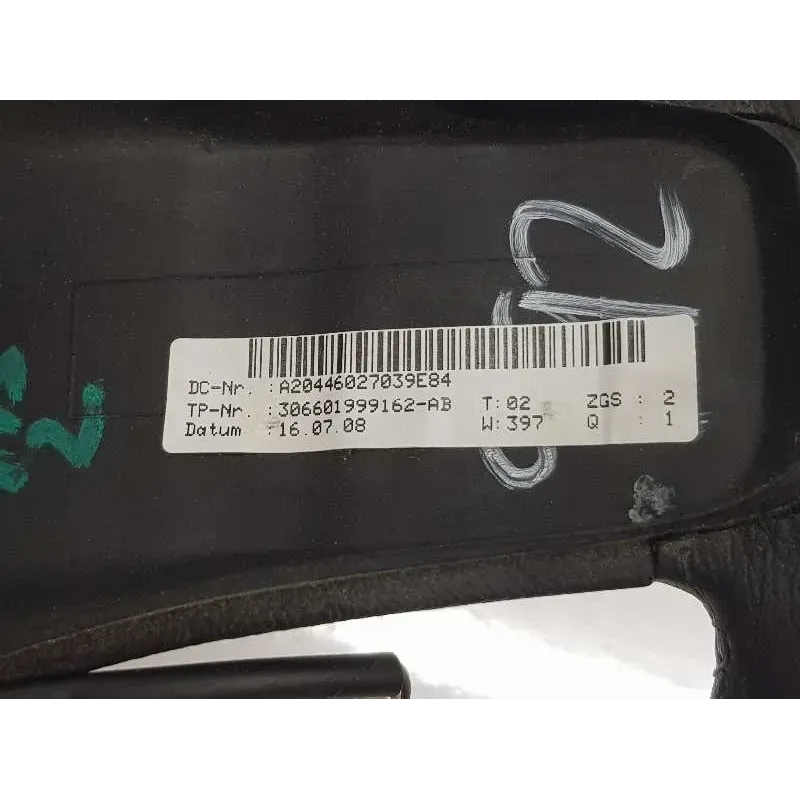 DC-Nr. :A20446027039E84
TP-Nr. :306601999162-AB T:02 ZGS : 2
Datum :16.07.08 W:397 Q : 1